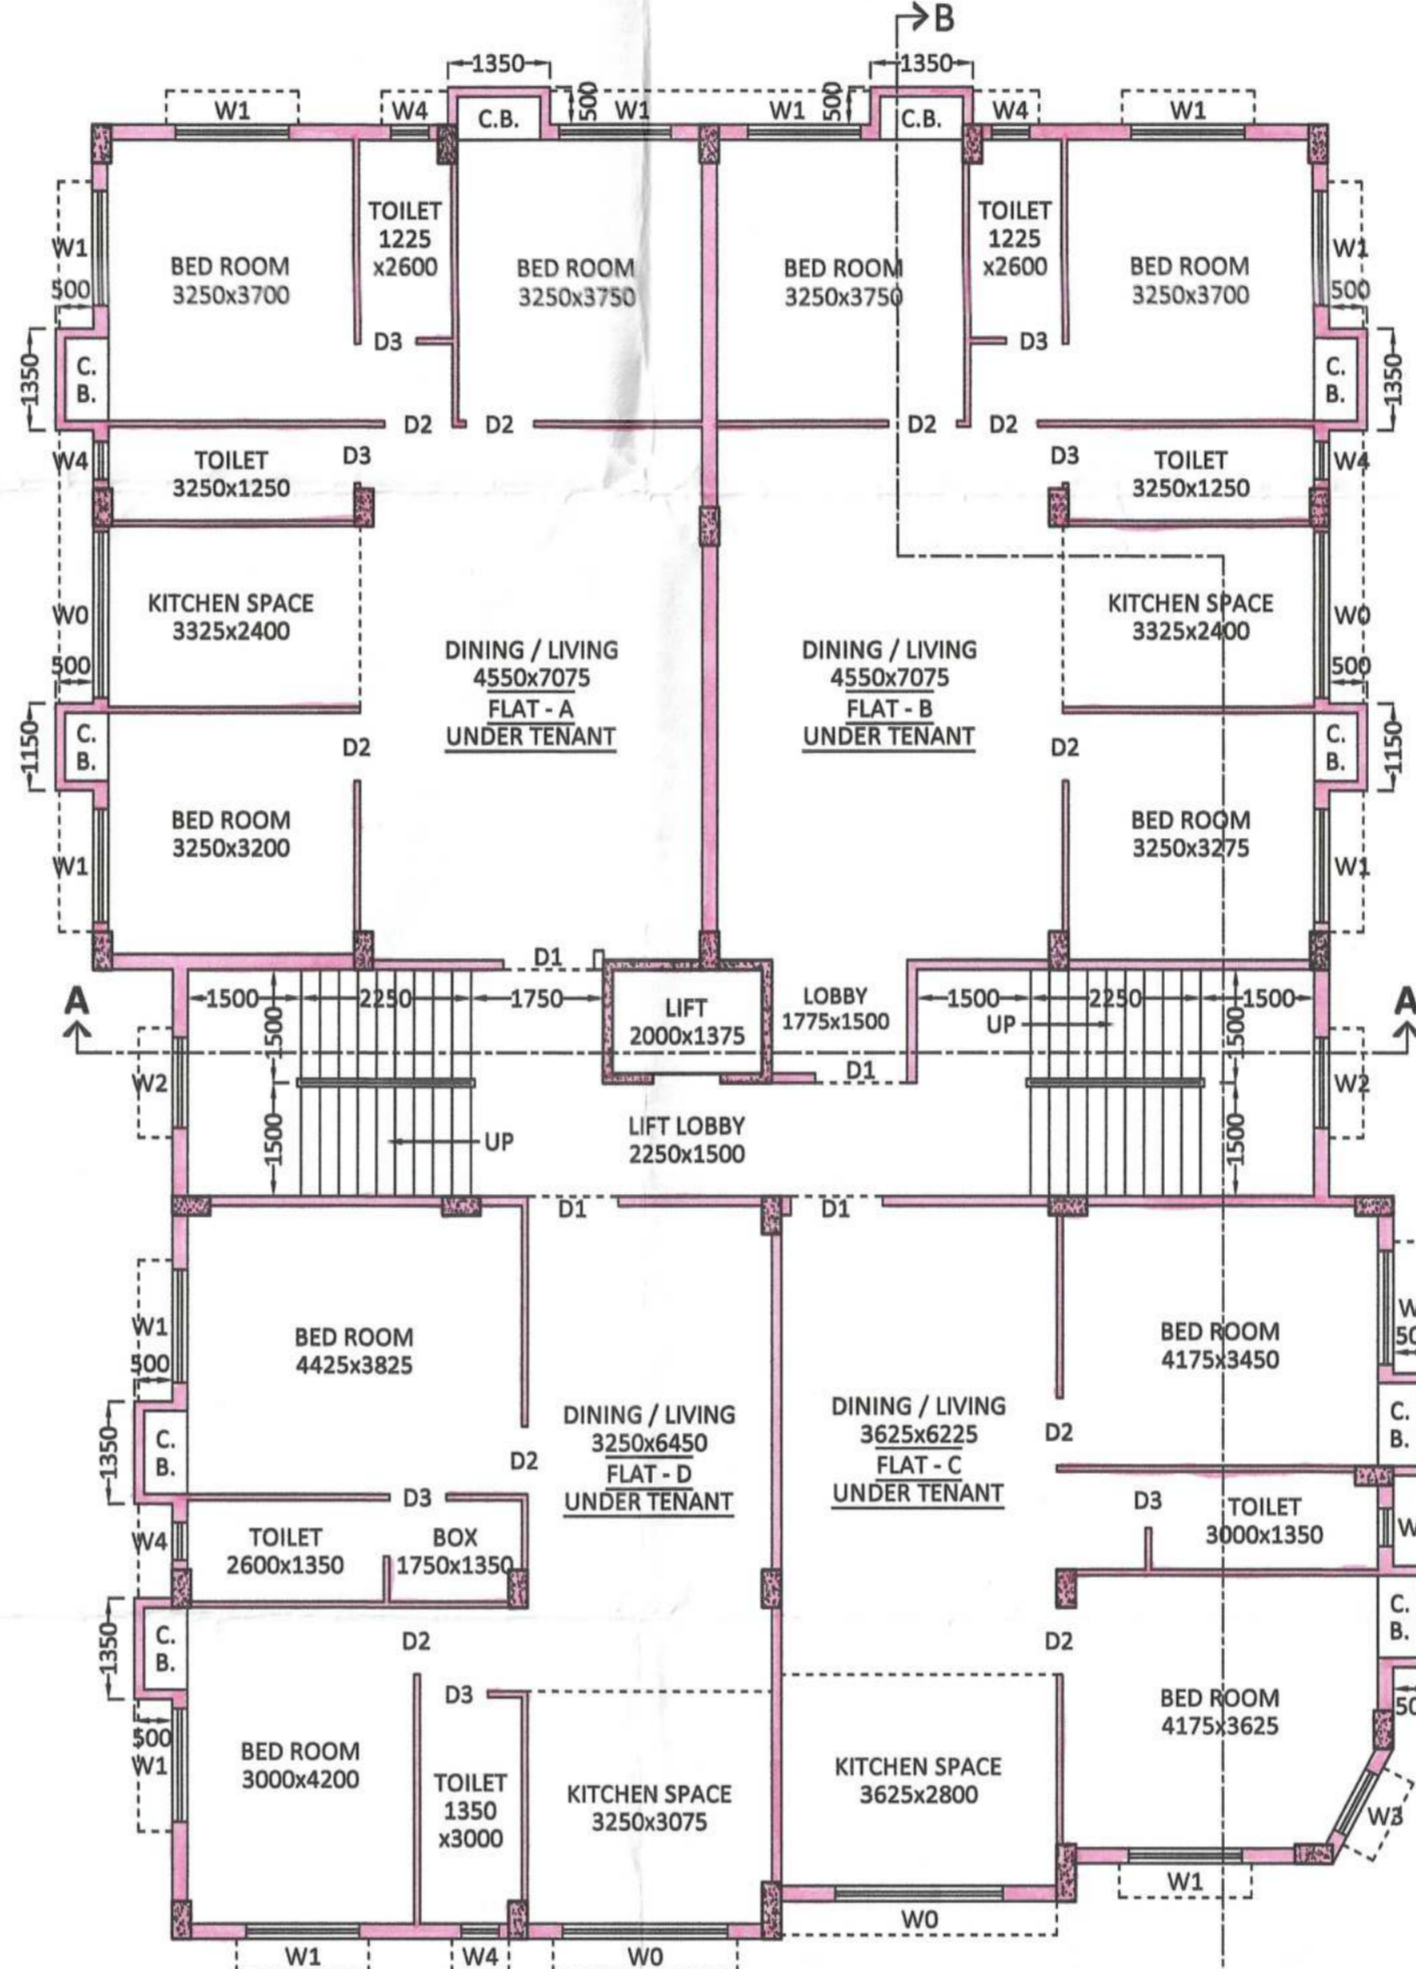 B
1350
1350
W1
W4
C.B.
500
W1
W1
500
C.B.
W4
W1
TOILET
1225
x2600
TOILET
1225
x2600
W1
500
BED ROOM
3250x3700
BED ROOM
3250x3750
BED ROOM
3250x3750
BED ROOM
3250x3700
W1
500
D3
D3
1350
C.
B.
C.
B.
1350
D2
D2
D2
D2
W4
TOILET
3250x1250
D3
D3
TOILET
3250x1250
W4
W0
500
KITCHEN SPACE
3325x2400
KITCHEN SPACE
3325x2400
W0
500
DINING / LIVING
4550x7075
FLAT - A
UNDER TENANT
DINING / LIVING
4550x7075
FLAT - B
UNDER TENANT
1150
C.
B.
D2
D2
C.
B.
1150
W1
BED ROOM
3250x3200
BED ROOM
3250x3275
W1
D1
A
1500
2250
1750
LIFT
2000x1375
LOBBY
1775x1500
1500
2250
1500
A
1500
UP
1500
W2
D1
W2
1500
UP
LIFT LOBBY
2250x1500
1500
D1
D1
W1
500
BED ROOM
4425x3825
BED ROOM
4175x3450
DINING / LIVING
3250x6450
FLAT - D
UNDER TENANT
DINING / LIVING
3625x6225
FLAT - C
UNDER TENANT
1350
C.
B.
D2
D2
C.
B.
D3
D3
W4
TOILET
2600x1350
BOX
1750x1350
TOILET
3000x1350
1350
C.
B.
D2
D2
C.
B.
D3
500
W1
BED ROOM
3000x4200
TOILET
1350
x3000
KITCHEN SPACE
3250x3075
KITCHEN SPACE
3625x2800
BED ROOM
4175x3625
W3
W1
W0
W1
W4
W0